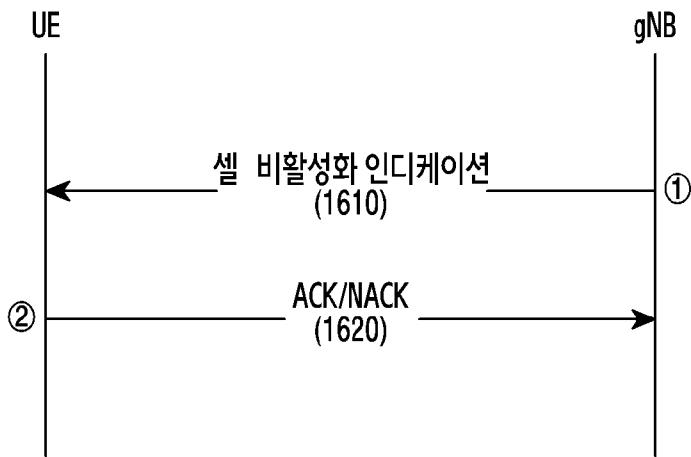 UE
gNB
셀 비활성화 인디케이션
(1610)
①
ACK/NACK
②
(1620)